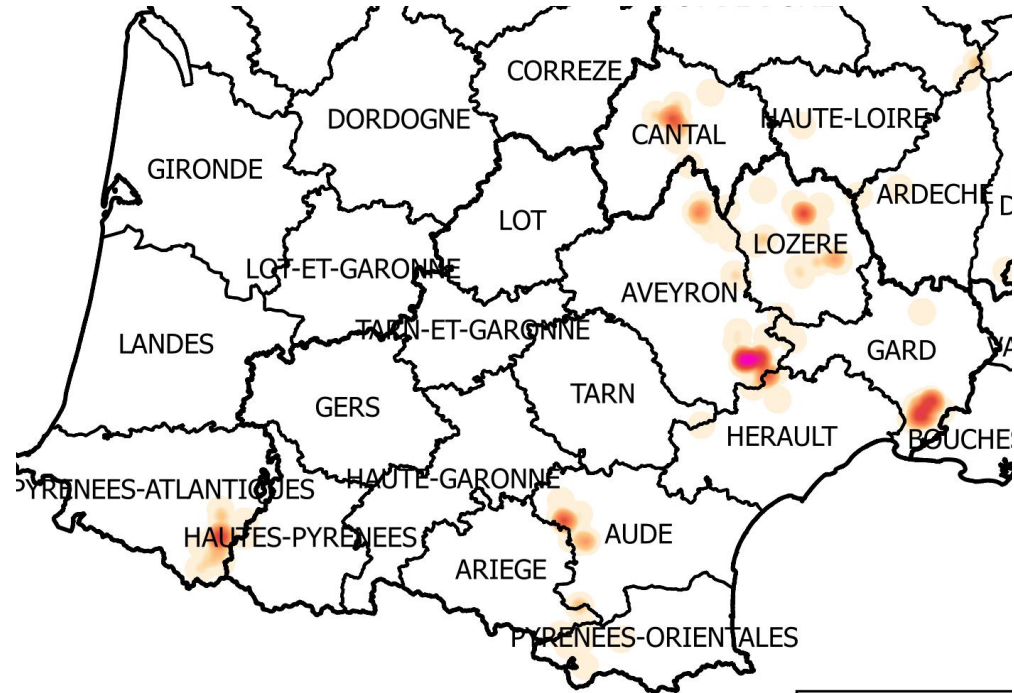 CORREZE
DORDOGNE
HAUTE-LOIRE
CANTAL
GIRONDE
ARDECHE
D
LOT
LOZERE
LOT-ET-GARONNE
AVEYRON
TARN-ET-GARONNE
LANDES
GARD
VA
TARN
GERS
HERAULT
BOUCHES
HAUTE-GARONNE
PYRENEES-ATLANTIQUES
HAUTES-PYRENEES
AUDE
ARIEGE
PYRENEES-ORIENTALES